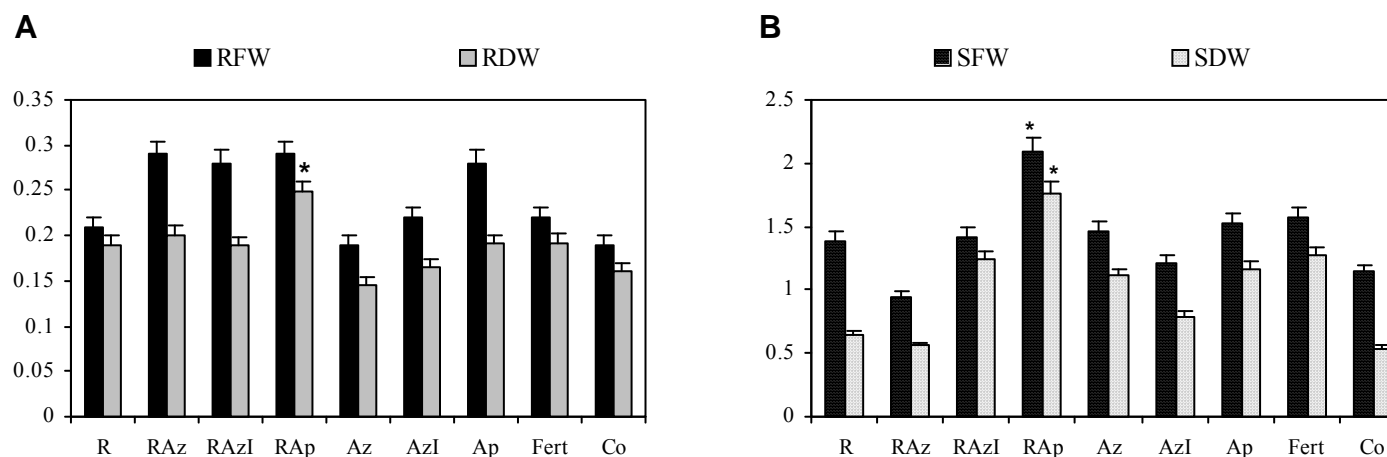 A
B
RFW RDW
SFW SDW
0.35
0.3
0.25
0.2
0.15
0.1
0.05
0
*
R RAz RAzI RAp Az AzI Ap Fert Co
2.5
2
1.5
1
0.5
0
*
*
R RAz RAzI RAp Az AzI Ap Fert Co